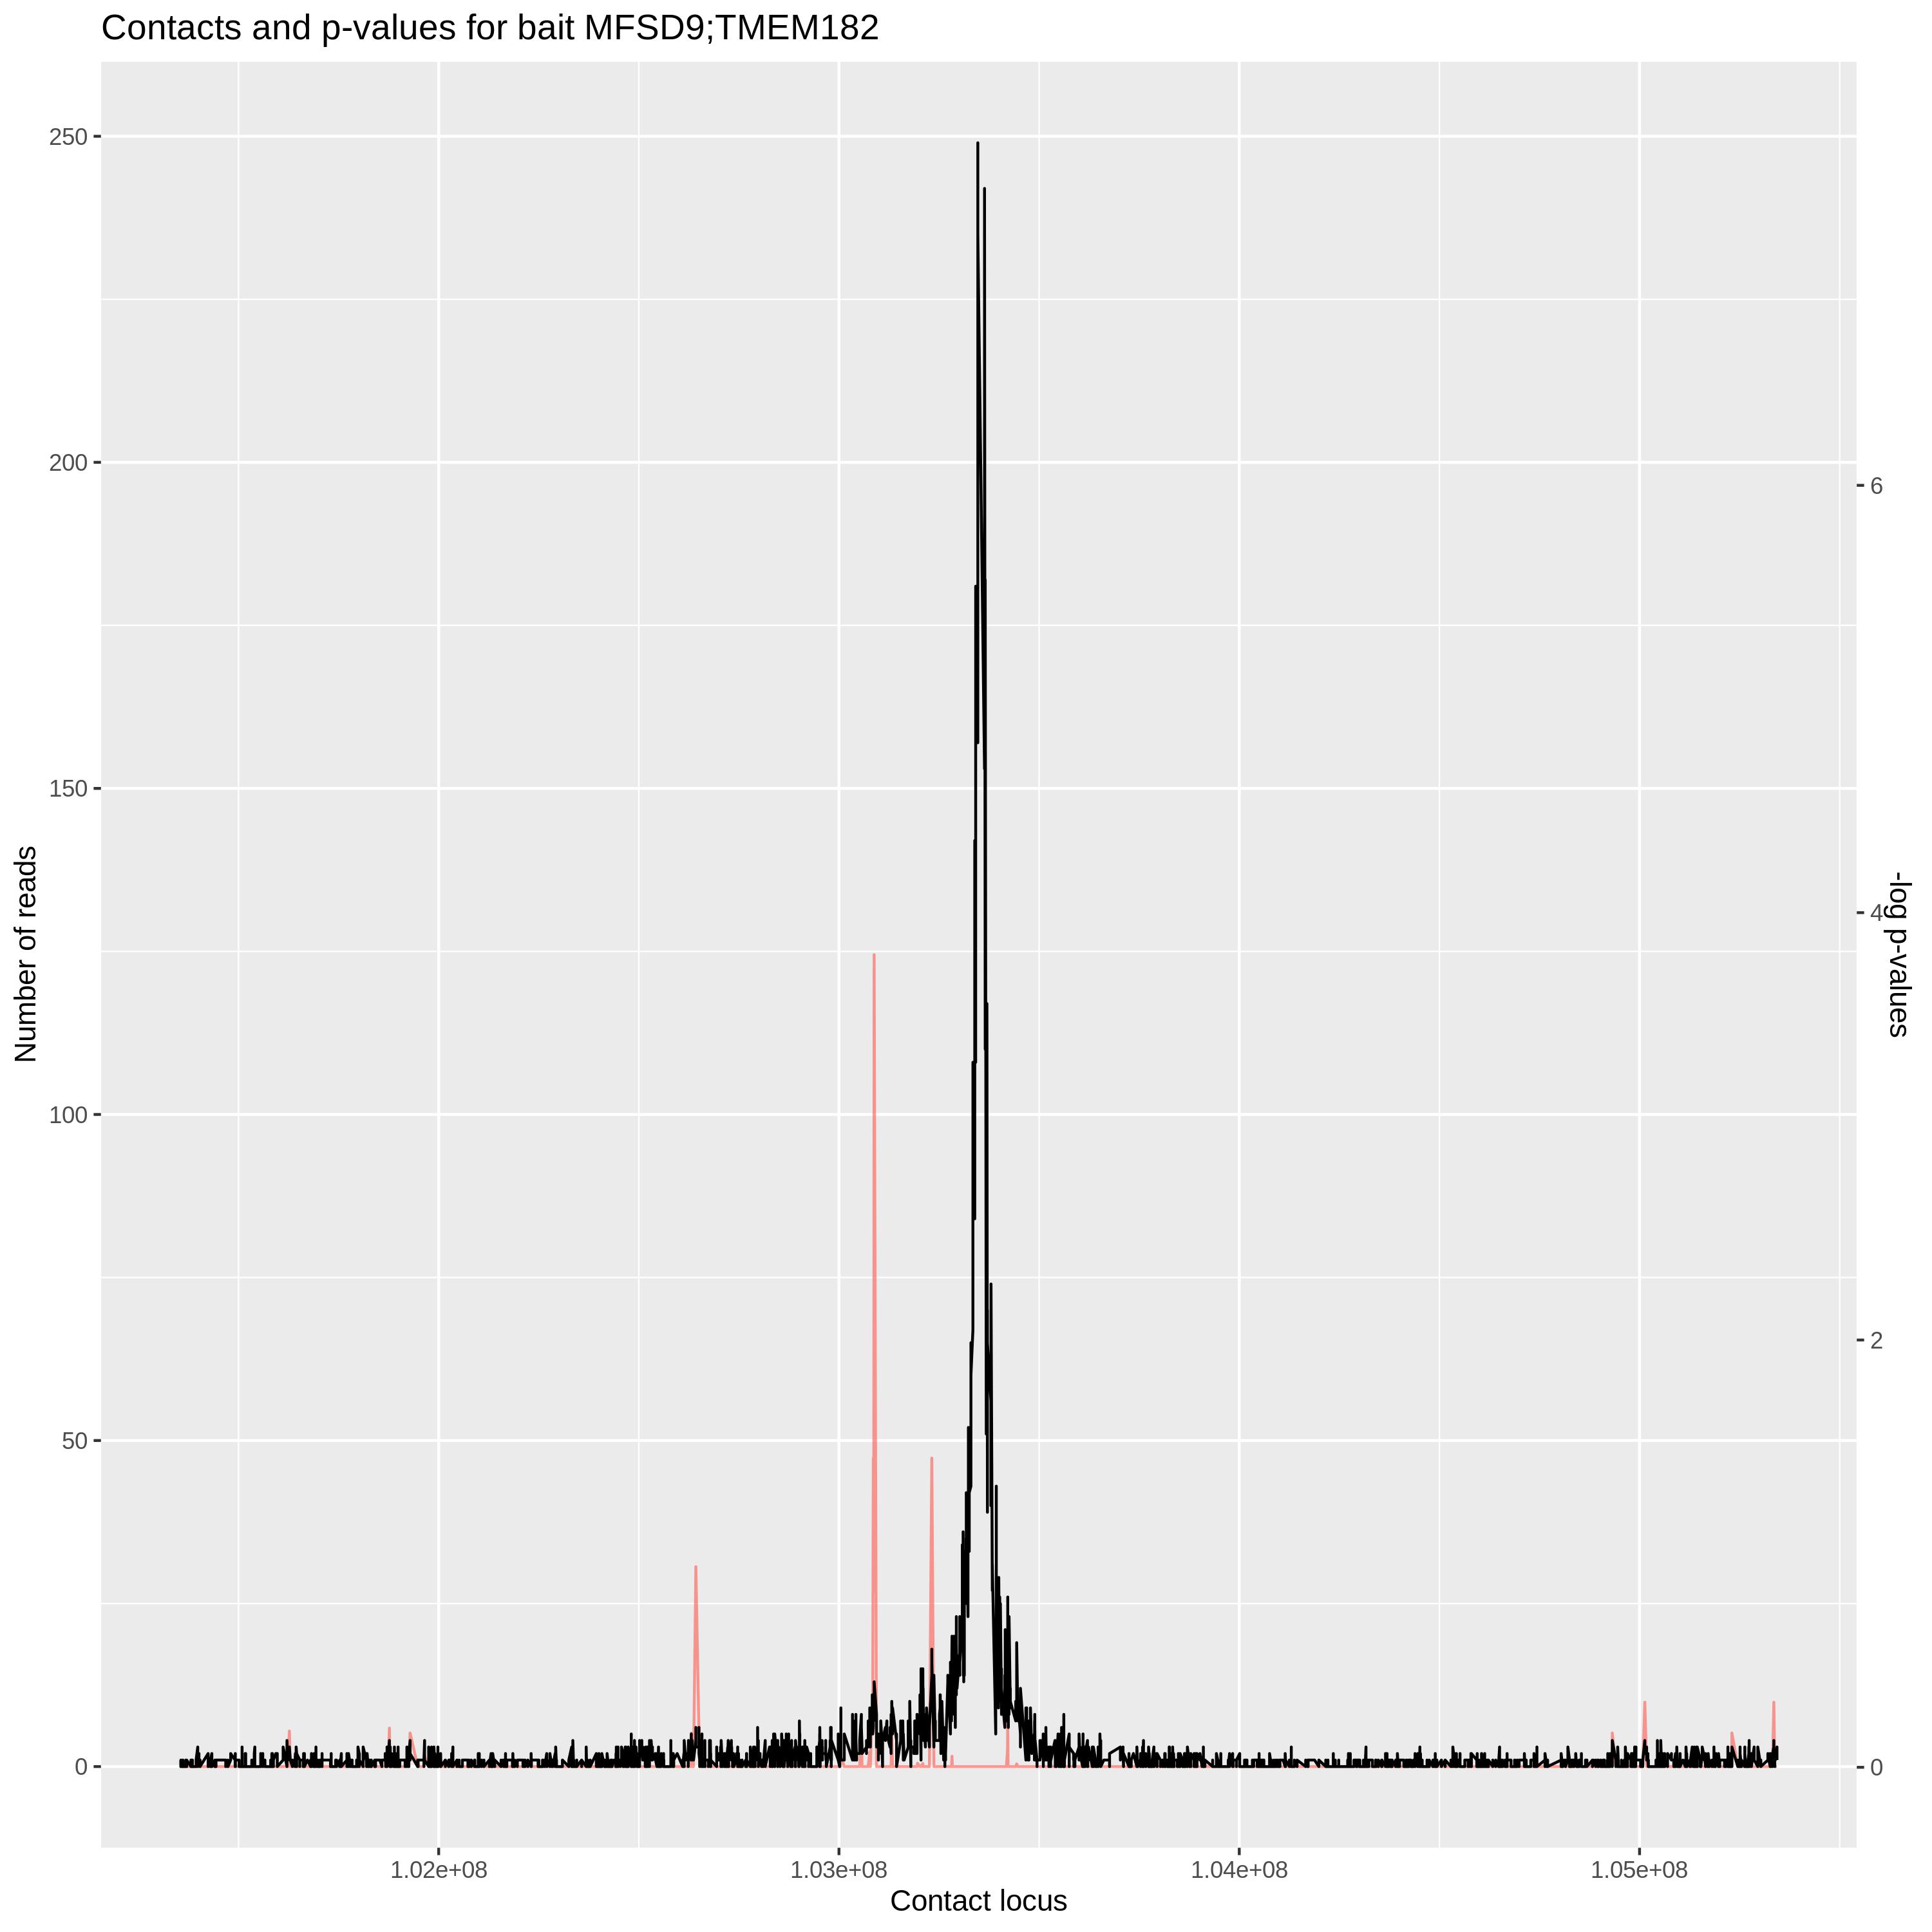 Contacts and p-values for bait MFSD9;TMEM182
250
200
150
100
50
0
Number of reads
6
4
2
0
-log p-values
1.02e+08
1.03e+08
1.04e+08
1.05e+08
Contact locus